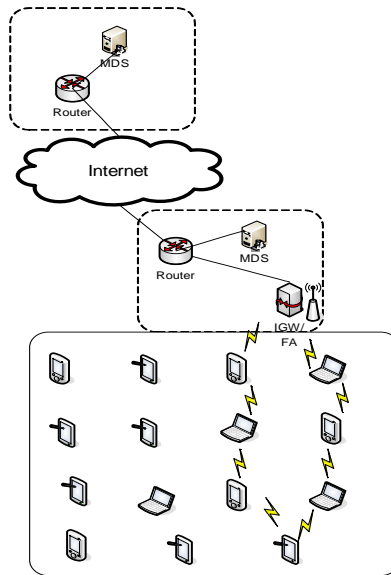 MDS
Router
Internet
MDS
Router
IGW/
FA